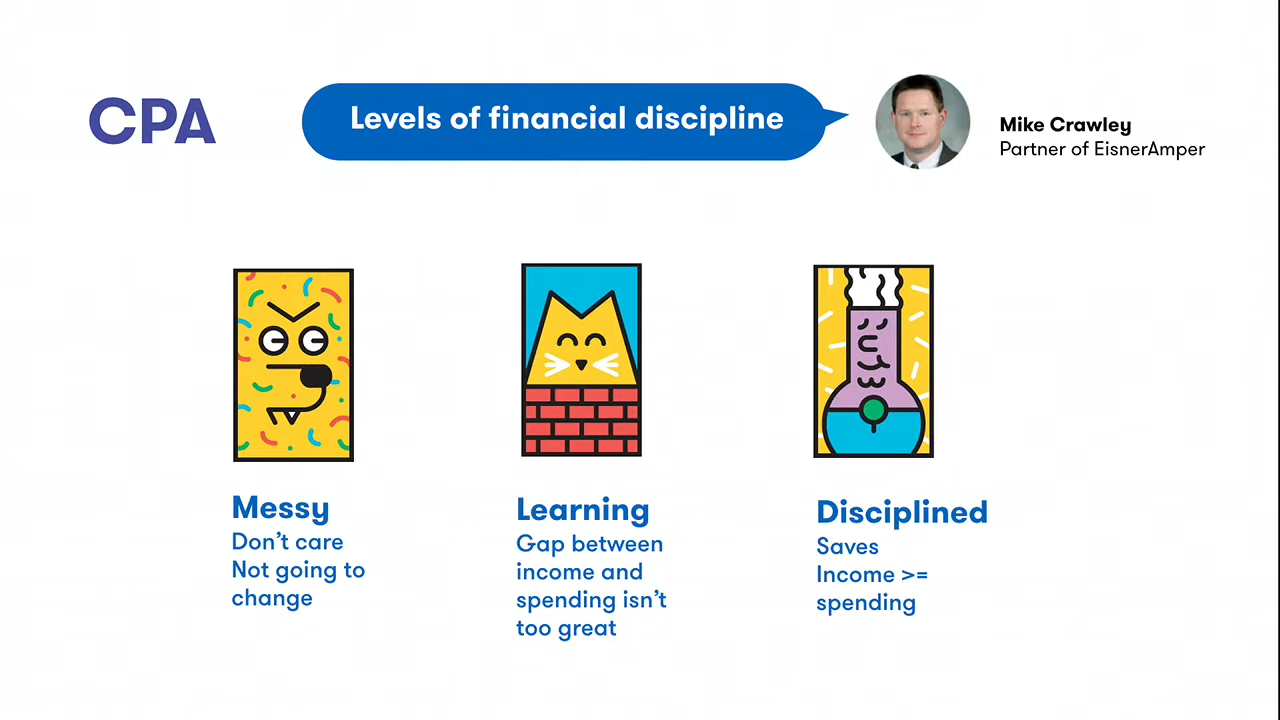 CPA
Levels of financial discipline
Mike Crawley
Partner of EisnerAmper
Messy
Don't care
Not going to
change
Learning
Gap between
income and
spending isn't
too great
Disciplined
Saves
Income >=
spending